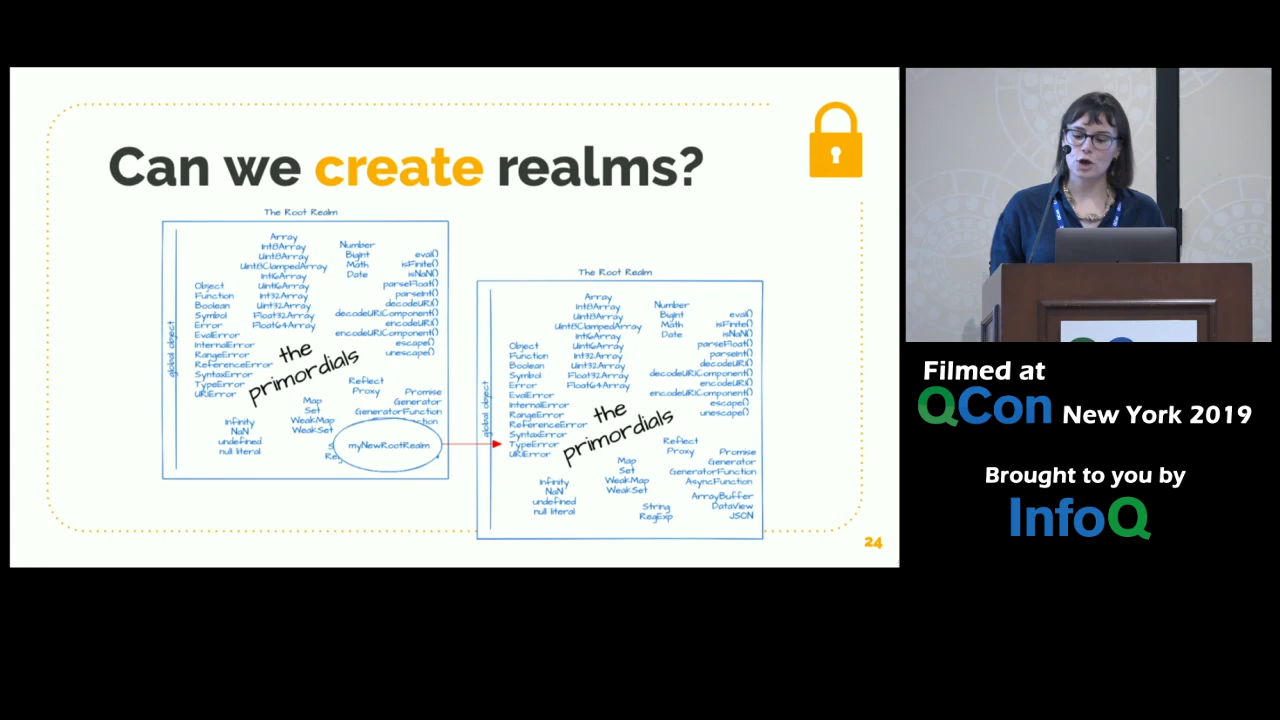 Can we create realms?
The Root Realm
global object
Array
Int8Array
Uint8Array
Uint8ClampedArray
Int16Array
Uint16Array
Int32Array
Uint32Array
Float32Array
Float64Array
Number
BigInt
Math
Date
eval()
isFinite()
isNaN()
parseFloat()
parseInt()
decodeURI()
decodeURIComponent()
encodeURI()
encodeURIComponent()
escape()
unescape()
Object
Function
Boolean
Symbol
Error
EvalError
InternalError
RangeError
ReferenceError
SyntaxError
TypeError
URIError
the
primordials
Reflect
Proxy
Promise
Generator
GeneratorFunction
Map
Set
WeakMap
WeakSet
Infinity
NaN
undefined
null literal
myNewRootRealm
The Root Realm
global object
Array
Int8Array
Uint8Array
Uint8ClampedArray
Int16Array
Uint16Array
Int32Array
Uint32Array
Float32Array
Float64Array
Number
BigInt
Math
Date
eval()
isFinite()
isNaN()
parseFloat()
parseInt()
decodeURI()
decodeURIComponent()
encodeURI()
encodeURIComponent()
escape()
unescape()
Object
Function
Boolean
Symbol
Error
EvalError
InternalError
RangeError
ReferenceError
SyntaxError
TypeError
URIError
the
primordials
Reflect
Proxy
Promise
Generator
GeneratorFunction
AsyncFunction
Map
Set
WeakMap
WeakSet
ArrayBuffer
DataView
JSON
String
RegExp
Infinity
NaN
undefined
null literal
24
Filmed at
QCon New York 2019
Brought to you by
InfoQ